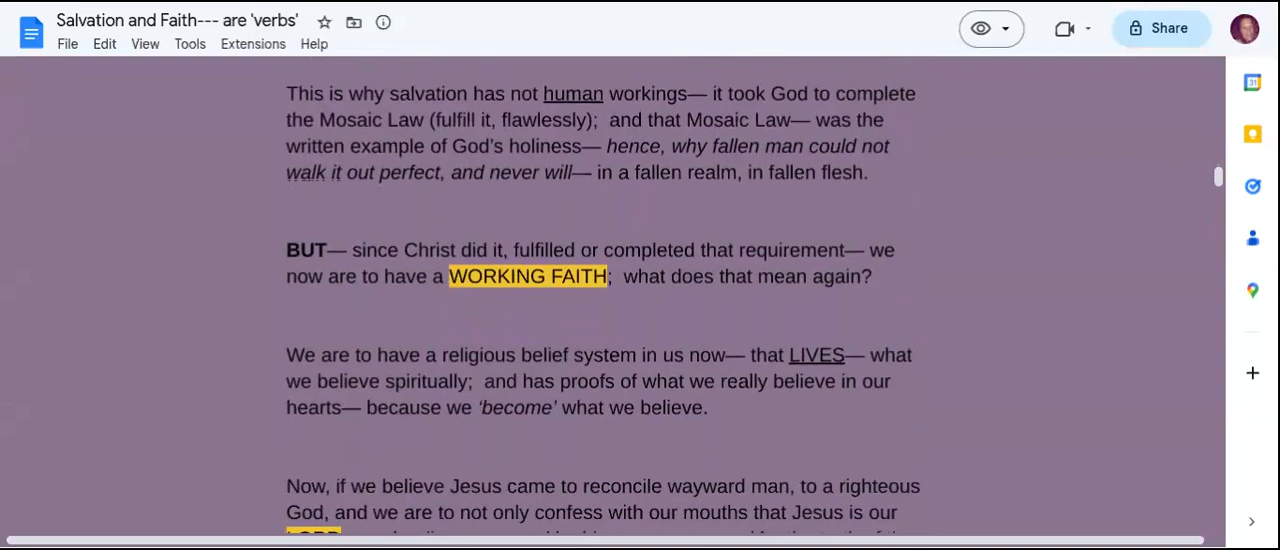 Salvation and Faith--- are 'verbs'
File Edit View Tools Extensions Help
Share
31
This is why salvation has not human workings— it took God to complete
the Mosaic Law (fulfill it, flawlessly);  and that Mosaic Law— was the
written example of God's holiness— hence, why fallen man could not
walk it out perfect, and never will— in a fallen realm, in fallen flesh.
BUT— since Christ did it, fulfilled or completed that requirement— we
now are to have a WORKING FAITH;  what does that mean again?
We are to have a religious belief system in us now— that LIVES— what
we believe spiritually;  and has proofs of what we really believe in our
hearts— because we ‘become’ what we believe.
Now, if we believe Jesus came to reconcile wayward man, to a righteous
God, and we are to not only confess with our mouths that Jesus is our